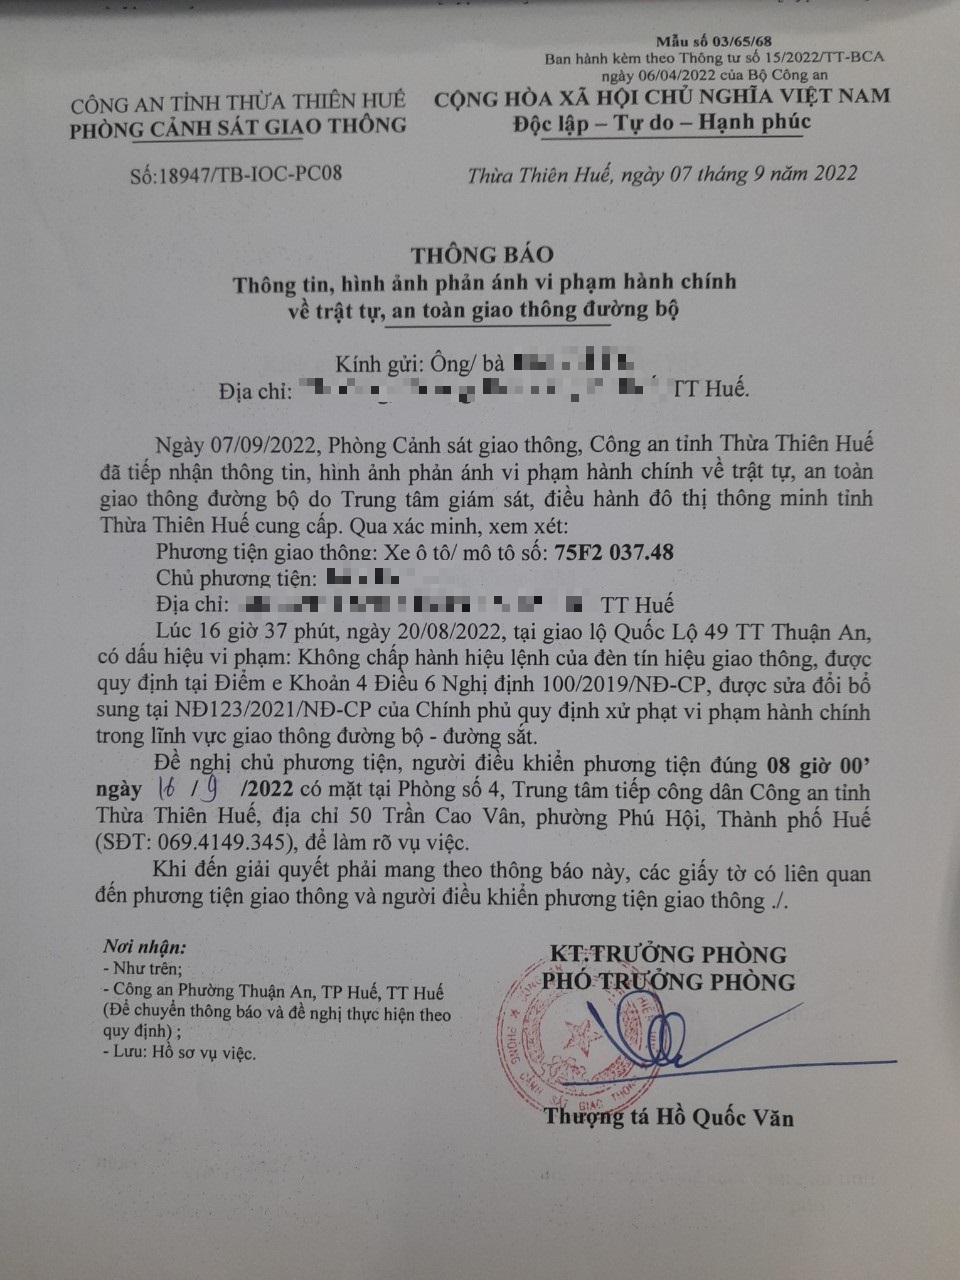 Mẫu số 03/65/68
Ban hành kèm theo Thông tư số 15/2022/TT-BCA
ngày 06/04/2022 của Bộ Công an
CÔNG AN TỈNH THỪA THIÊN HUẾ
PHÒNG CẢNH SÁT GIAO THÔNG
CỘNG HÒA XÃ HỘI CHỦ NGHĨA VIỆT NAM
Độc lập – Tự do – Hạnh phúc
Số:18947/TB-IOC-PC08
Thừa Thiên Huế, ngày 07 tháng 9 năm 2022
THÔNG BÁO
Thông tin, hình ảnh phản ánh vi phạm hành chính
về trật tự, an toàn giao thông đường bộ
Kính gửi: Ông/ bà
Địa chỉ: TT Huế.
Ngày 07/09/2022, Phòng Cảnh sát giao thông, Công an tỉnh Thừa Thiên Huế
đã tiếp nhận thông tin, hình ảnh phản ánh vi phạm hành chính về trật tự, an toàn
giao thông đường bộ do Trung tâm giám sát, điều hành đô thị thông minh tỉnh
Thừa Thiên Huế cung cấp. Qua xác minh, xem xét:
Phương tiện giao thông: Xe ô tô/ mô tô số: 75F2 037.48
Chủ phương tiện:
Địa chỉ: TT Huế
Lúc 16 giờ 37 phút, ngày 20/08/2022, tại giao lộ Quốc Lộ 49 TT Thuận An,
có dấu hiệu vi phạm: Không chấp hành hiệu lệnh của đèn tín hiệu giao thông, được
quy định tại Điểm e Khoản 4 Điều 6 Nghị định 100/2019/NĐ-CP, được sửa đổi bổ
sung tại NĐ123/2021/NĐ-CP của Chính phủ quy định xử phạt vi phạm hành chính
trong lĩnh vực giao thông đường bộ - đường sắt.
Đề nghị chủ phương tiện, người điều khiển phương tiện đúng 08 giờ 00’
ngày 16 / 9 /2022 có mặt tại Phòng số 4, Trung tâm tiếp công dân Công an tỉnh
Thừa Thiên Huế, địa chỉ 50 Trần Cao Vân, phường Phú Hội, Thành phố Huế
(SĐT: 069.4149.345), để làm rõ vụ việc.
Khi đến giải quyết phải mang theo thông báo này, các giấy tờ có liên quan
đến phương tiện giao thông và người điều khiển phương tiện giao thông ./.
Nơi nhận:
- Như trên;
- Công an Phường Thuận An, TP Huế, TT Huế
(Để chuyển thông báo và đề nghị thực hiện theo
quy định) ;
- Lưu: Hồ sơ vụ việc.
KT.TRƯỞNG PHÒNG
PHÓ TRƯỞNG PHÒNG
PHÒNG CẢNH SÁT GIAO THÔNG
Thượng tá Hồ Quốc Văn